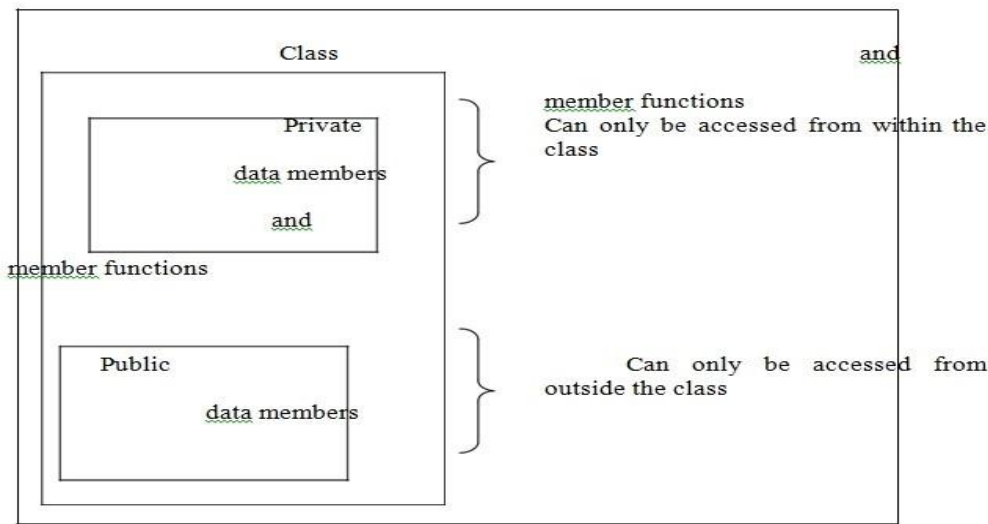 Class
and
member functions
Can only be accessed from within the
class
Private
data members
and
member functions
Public
data members
Can only be accessed from
outside the class